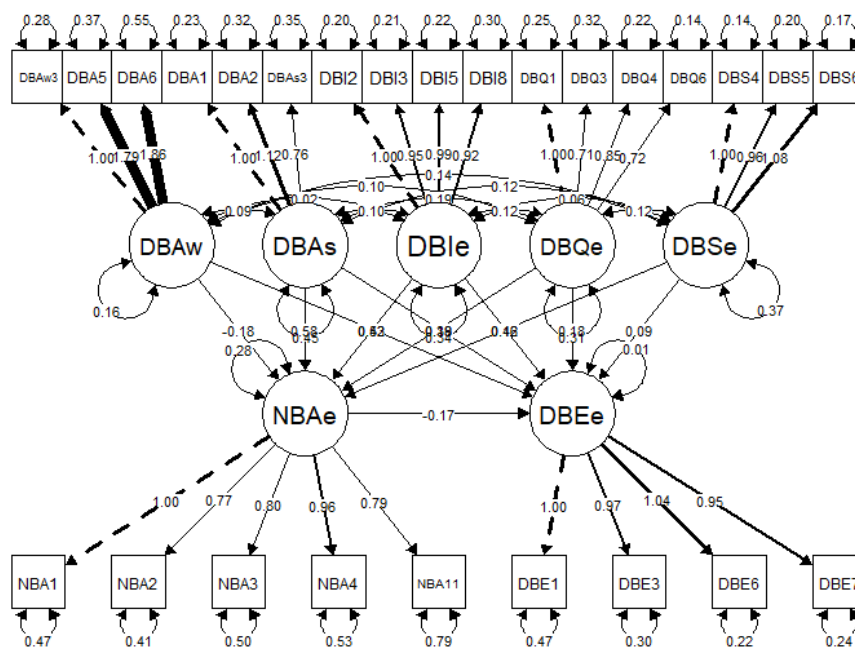 0.28 0.37 0.55 0.23 0.32 0.35 0.20 0.21 0.22 0.30 0.25 0.32 0.22 0.14 0.14 0.20 0.17
DBAw3 DBA5 DBA6 DBA1 DBA2 DBAs3 DBI2 DBI3 DBI5 DBI8 DBQ1 DBQ3 DBQ4 DBQ6 DBS4 DBS5 DBS6
1.00 1.79 1.86 1.00 1.12 0.76 1.00 0.95 0.99 0.92 1.00 0.71 0.85 0.72 1.00 0.96 1.08
0.14
0.10 0.12
0.02 0.19 0.06
0.09 0.10 0.12 0.12
DBAw DBAs DBIe DBQe DBSe
0.16 0.37
-0.18 0.58 0.18 0.09
0.28 0.45 0.34 0.31 0.01
NBAe -0.17 DBEe
1.00 0.77 0.80 0.96 0.79 1.00 0.97 1.04 0.95
NBA1 NBA2 NBA3 NBA4 NBA11 DBE1 DBE3 DBE6 DBE7
0.47 0.41 0.50 0.53 0.79 0.47 0.30 0.22 0.24